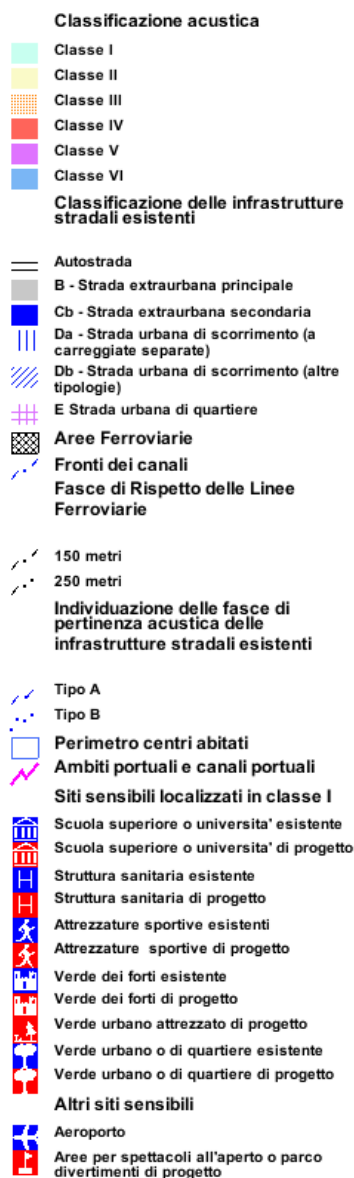 Classificazione acustica
Classe I
Classe II
Classe III
Classe IV
Classe V
Classe VI
Classificazione delle infrastrutture
stradali esistenti
Autostrada
B - Strada extraurbana principale
Cb - Strada extraurbana secondaria
Da - Strada urbana di scorrimento (a
carreggiate separate)
Db - Strada urbana di scorrimento (altre
tipologie)
E Strada urbana di quartiere
Aree Ferroviarie
Fronti dei canali
Fasce di Rispetto delle Linee
Ferroviarie
150 metri
250 metri
Individuazione delle fasce di
pertinenza acustica delle
infrastrutture stradali esistenti
Tipo A
Tipo B
Perimetro centri abitati
Ambiti portuali e canali portuali
Siti sensibili localizzati in classe I
Scuola superiore o universita' esistente
Scuola superiore o universita' di progetto
H Struttura sanitaria esistente
H Struttura sanitaria di progetto
Attrezzature sportive esistenti
Attrezzature sportive di progetto
Verde dei forti esistente
Verde dei forti di progetto
Verde urbano attrezzato di progetto
Verde urbano o di quartiere esistente
Verde urbano o di quartiere di progetto
Altri siti sensibili
Aeroporto
Aree per spettacoli all'aperto o parco
divertimenti di progetto